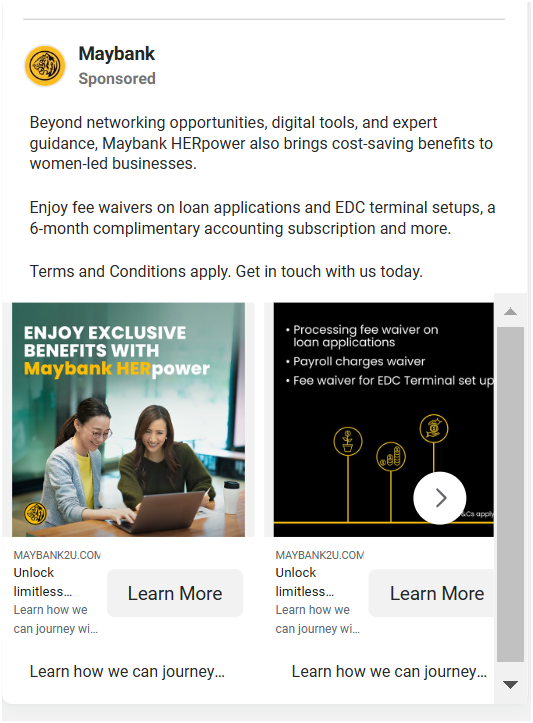 Maybank
Sponsored
Beyond networking opportunities, digital tools, and expert
guidance, Maybank HERpower also brings cost-saving benefits to
women-led businesses.
Enjoy fee waivers on loan applications and EDC terminal setups, a
6-month complimentary accounting subscription and more.
Terms and Conditions apply. Get in touch with us today.
ENJOY EXCLUSIVE
BENEFITS WITH
Maybank HERpower
• Processing fee waiver on
loan applications
• Payroll charges waiver
• Fee waiver for EDC Terminal set up
&Cs apply
MAYBANK2U.COM
Unlock
limitless...
Learn how we
can journey wi...
Learn More
Learn how we can journey...
MAYBANK2U.COM
Unlock
limitless...
Learn how we
can journey wi...
Learn More
Learn how we can journey...